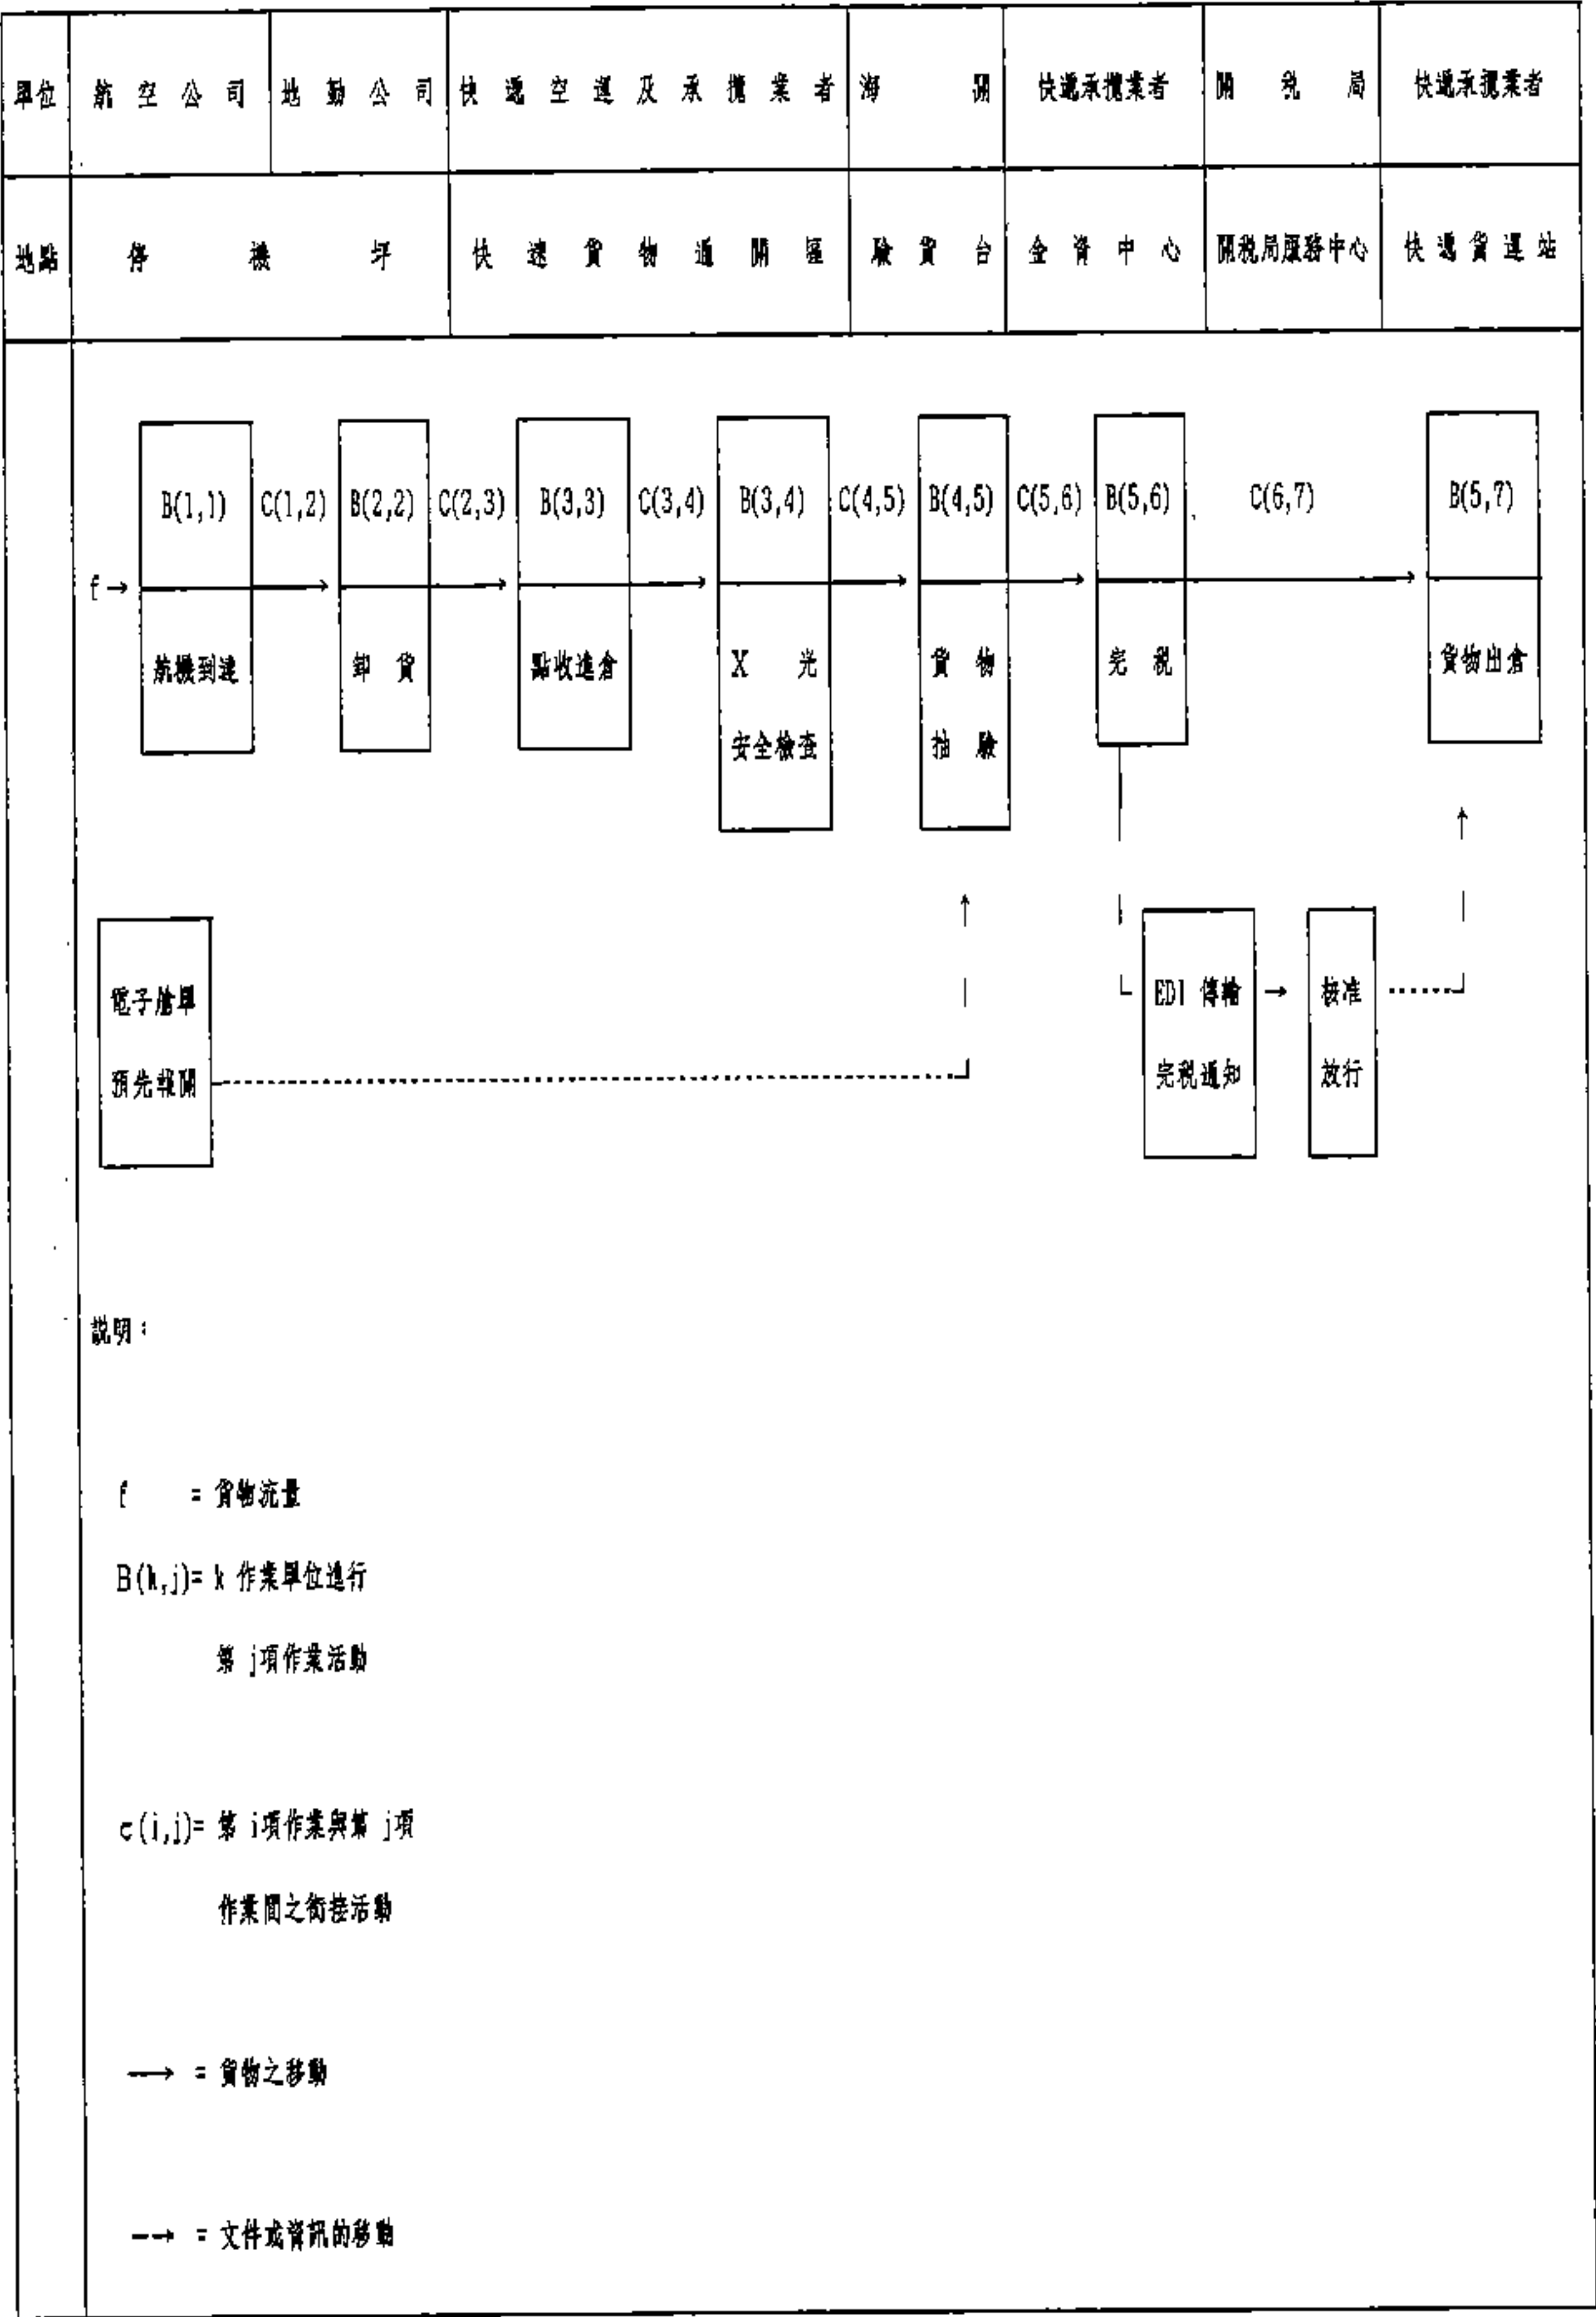 單位 航空公司 地勤公司 快遞空運及承攬業者 海關 快遞承攬業者 關稅局 快遞承攬業者
地點 停機坪 快速貨物通關區 驗貨台 金資中心 關稅局服務中心 快遞貨運站
B(1,1) C(1,2) B(2,2) C(2,3) B(3,3) C(3,4) B(3,4) C(4,5) B(4,5) C(5,6) B(5,6) C(6,7) B(5,7)
f→
航機到達 卸貨 點收進倉 X光 貨物 完稅 貨物出倉
安全檢查 抽驗
電子艙單 EDI 傳輸 → 核准
預先報關 完稅通知 放行
説明：
f = 貨物流量
B(k,j)= k 作業單位進行
第 j項作業活動
c(i,j)= 第 i項作業與第 j項
作業間之銜接活動
—→ = 貨物之移動
--→ = 文件或資訊的移動